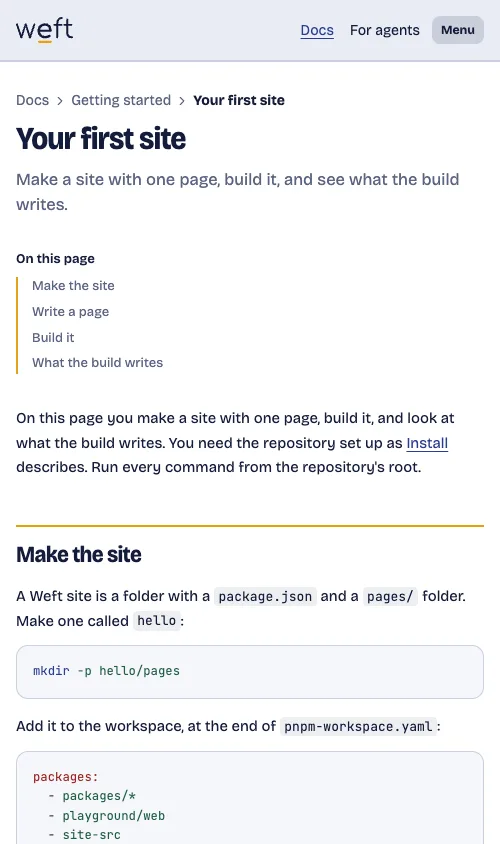 weft
Docs For agents Menu
Docs > Getting started > Your first site
Your first site
Make a site with one page, build it, and see what the build
writes.
On this page
Make the site
Write a page
Build it
What the build writes
On this page you make a site with one page, build it, and look at
what the build writes. You need the repository set up as Install
describes. Run every command from the repository's root.
Make the site
A Weft site is a folder with a package.json and a pages/ folder.
Make one called hello:
mkdir -p hello/pages
Add it to the workspace, at the end of pnpm-workspace.yaml:
packages:
- packages/*
- playground/web
- site-src